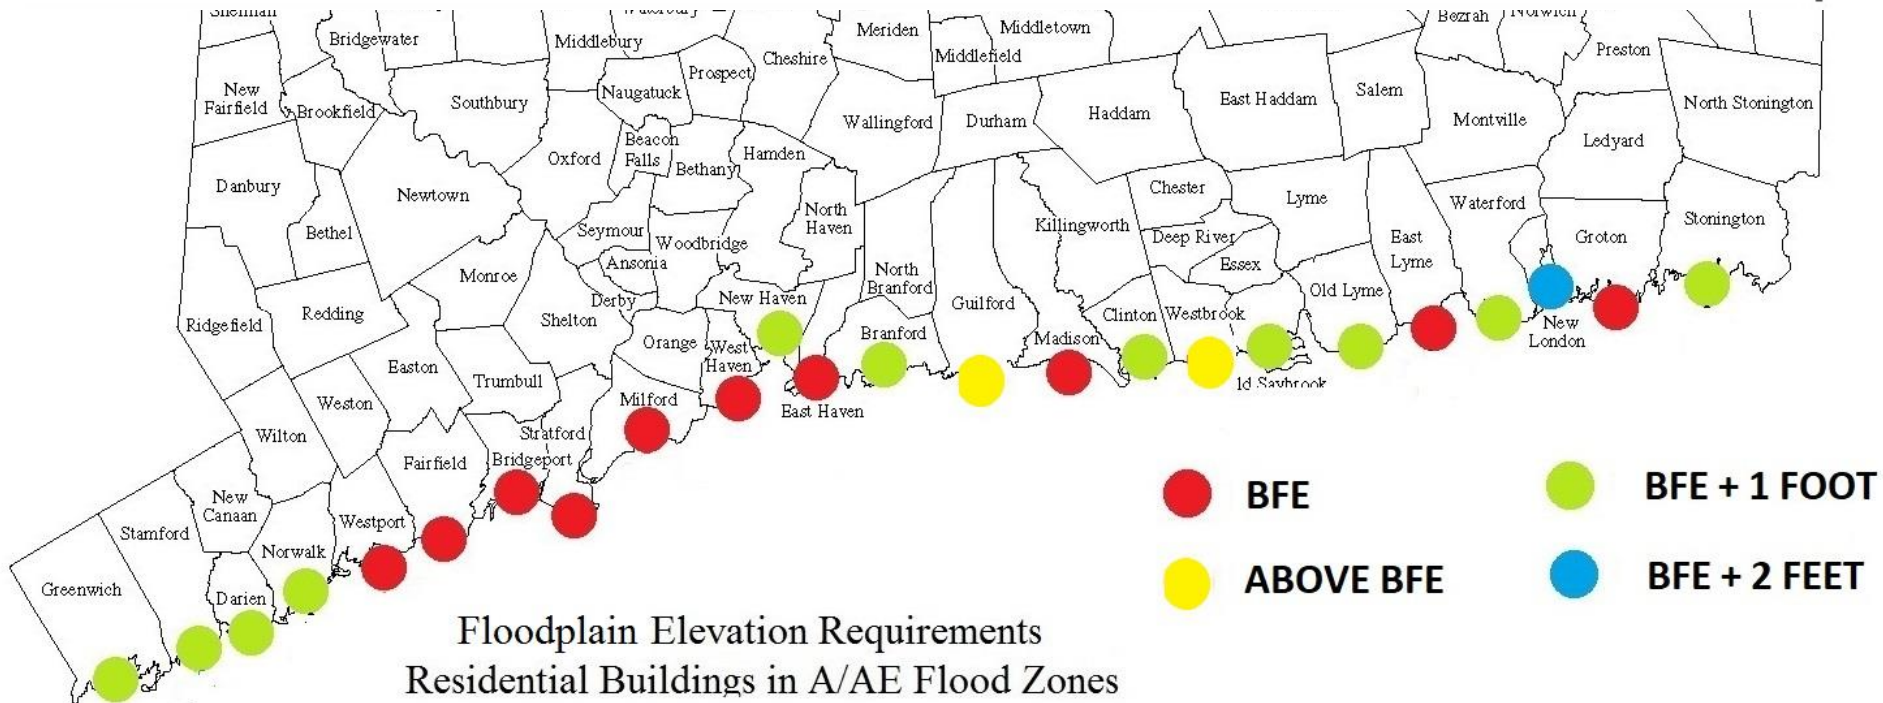 Bridgewater
Middlebury
Meriden
Middletown
Middlefield
Cheshire
Preston
New
Fairfield
Brookfield
Southbury
Naugatuck
Prospect
Wallingford
Durham
Haddam
East Haddam
Salem
Montville
North Stonington
Ledyard
Danbury
Newtown
Oxford
Beacon
Falls
Bethany
Hamden
Chester
Lyme
Waterford
Stonington
Bethel
Seymour
Woodbridge
North
Haven
Killingworth
Deep River
East
Lyme
Groton
Monroe
Ansonia
Essex
Redding
Derby
New Haven
North
Branford
Guilford
Old Lyme
Ridgefield
Shelton
Orange
West
Haven
Branford
Madison
Clinton
Westbrook
New
London
Easton
Trumbull
Milford
East Haven
ld Saybrook
Weston
Wilton
Stratford
Fairfield
Bridgeport
New
Canaan
Stamford
Westport
Norwalk
Greenwich
Darien
BFE
BFE + 1 FOOT
ABOVE BFE
BFE + 2 FEET
Floodplain Elevation Requirements
Residential Buildings in A/AE Flood Zones